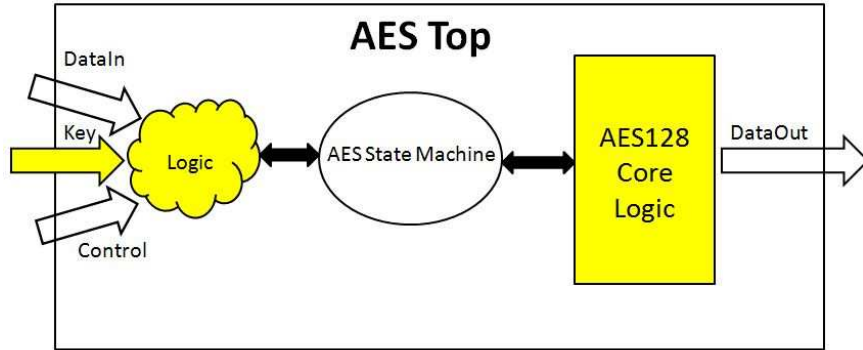 AES Top
DataIn
Key
Control
Logic
AES State Machine
AES128
Core
Logic
DataOut